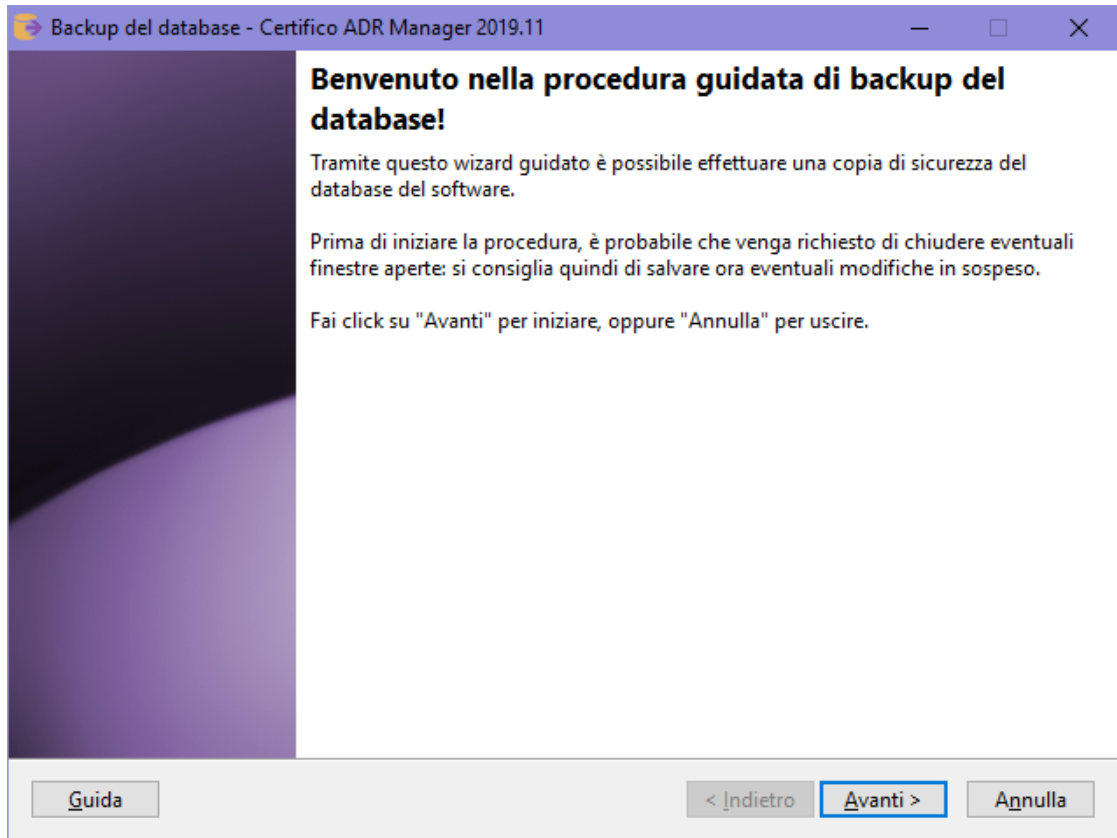 Backup del database - Certifico ADR Manager 2019.11
Benvenuto nella procedura guidata di backup del
database!
Tramite questo wizard guidato è possibile effettuare una copia di sicurezza del
database del software.
Prima di iniziare la procedura, è probabile che venga richiesto di chiudere eventuali
finestre aperte: si consiglia quindi di salvare ora eventuali modifiche in sospeso.
Fai click su "Avanti" per iniziare, oppure "Annulla" per uscire.
Guida
< Indietro
Avanti >
Annulla